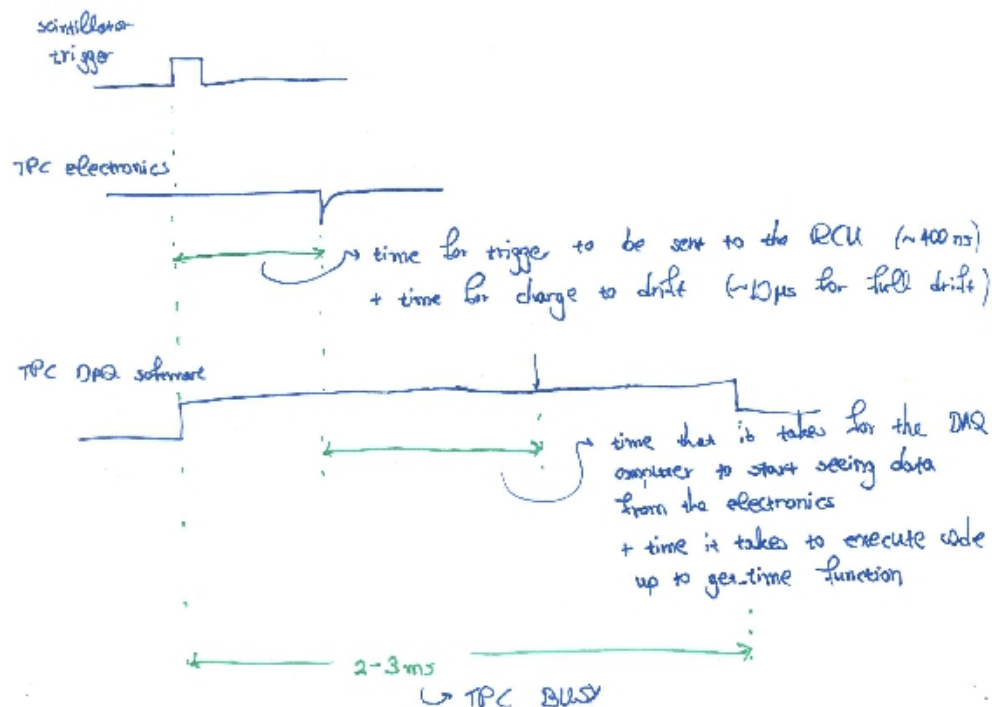 scintillator
trigger
TPC electronics
time for trigger to be sent to the RCU (~400 ns)
+ time for charge to drift (~10 µs for full drift)
TPC DAQ software
time that it takes for the DAQ
computer to start seeing data
from the electronics
+ time it takes to execute code
up to get_time function
2-3 ms
TPC BUSY